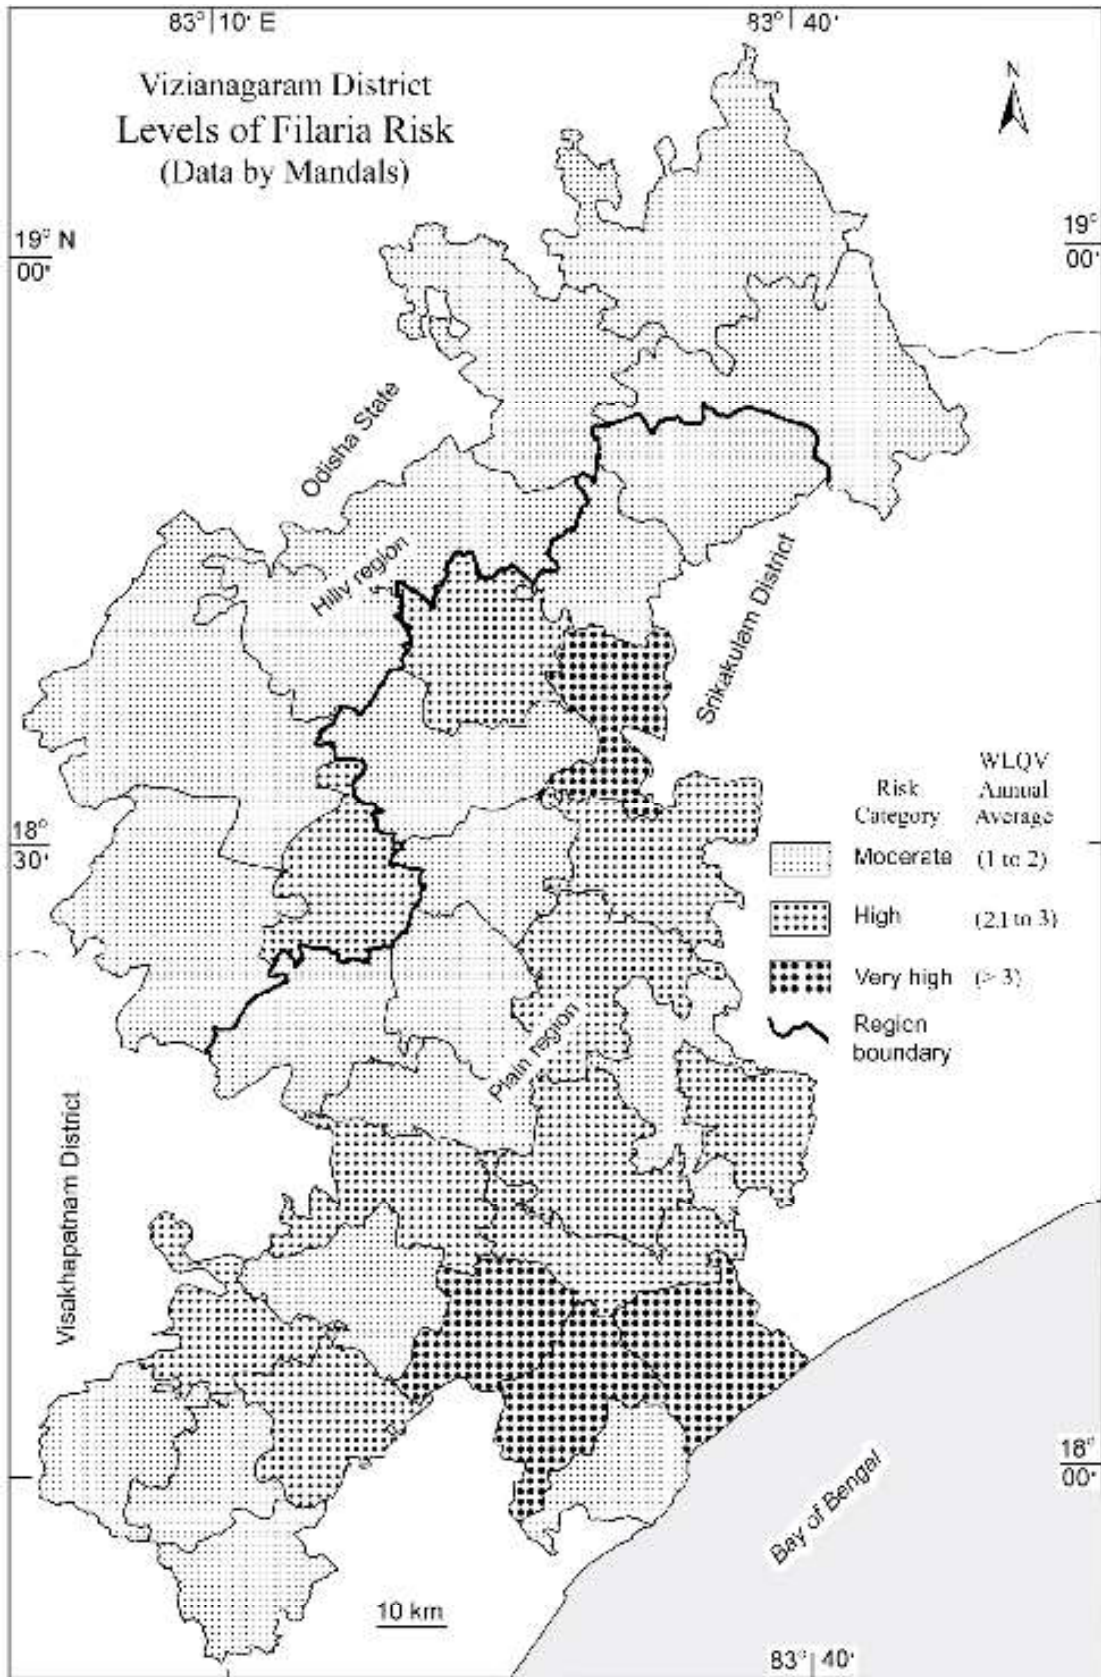 83° 10' E
83° 40'
Vizianagaram District
Levels of Filaria Risk
(Data by Mandals)
N
19° N
00'
19°
00'
Odisha State
Hilly region
Srikakulam District
18°
30'
Risk
Category
WLQV
Annual
Average
Mocerate (1 to 2)
High (2.1 to 3)
Very high (> 3)
Region
boundary
Plain region
Visakhapatnam District
18°
00'
Bay of Bengal
10 km
83° 40'